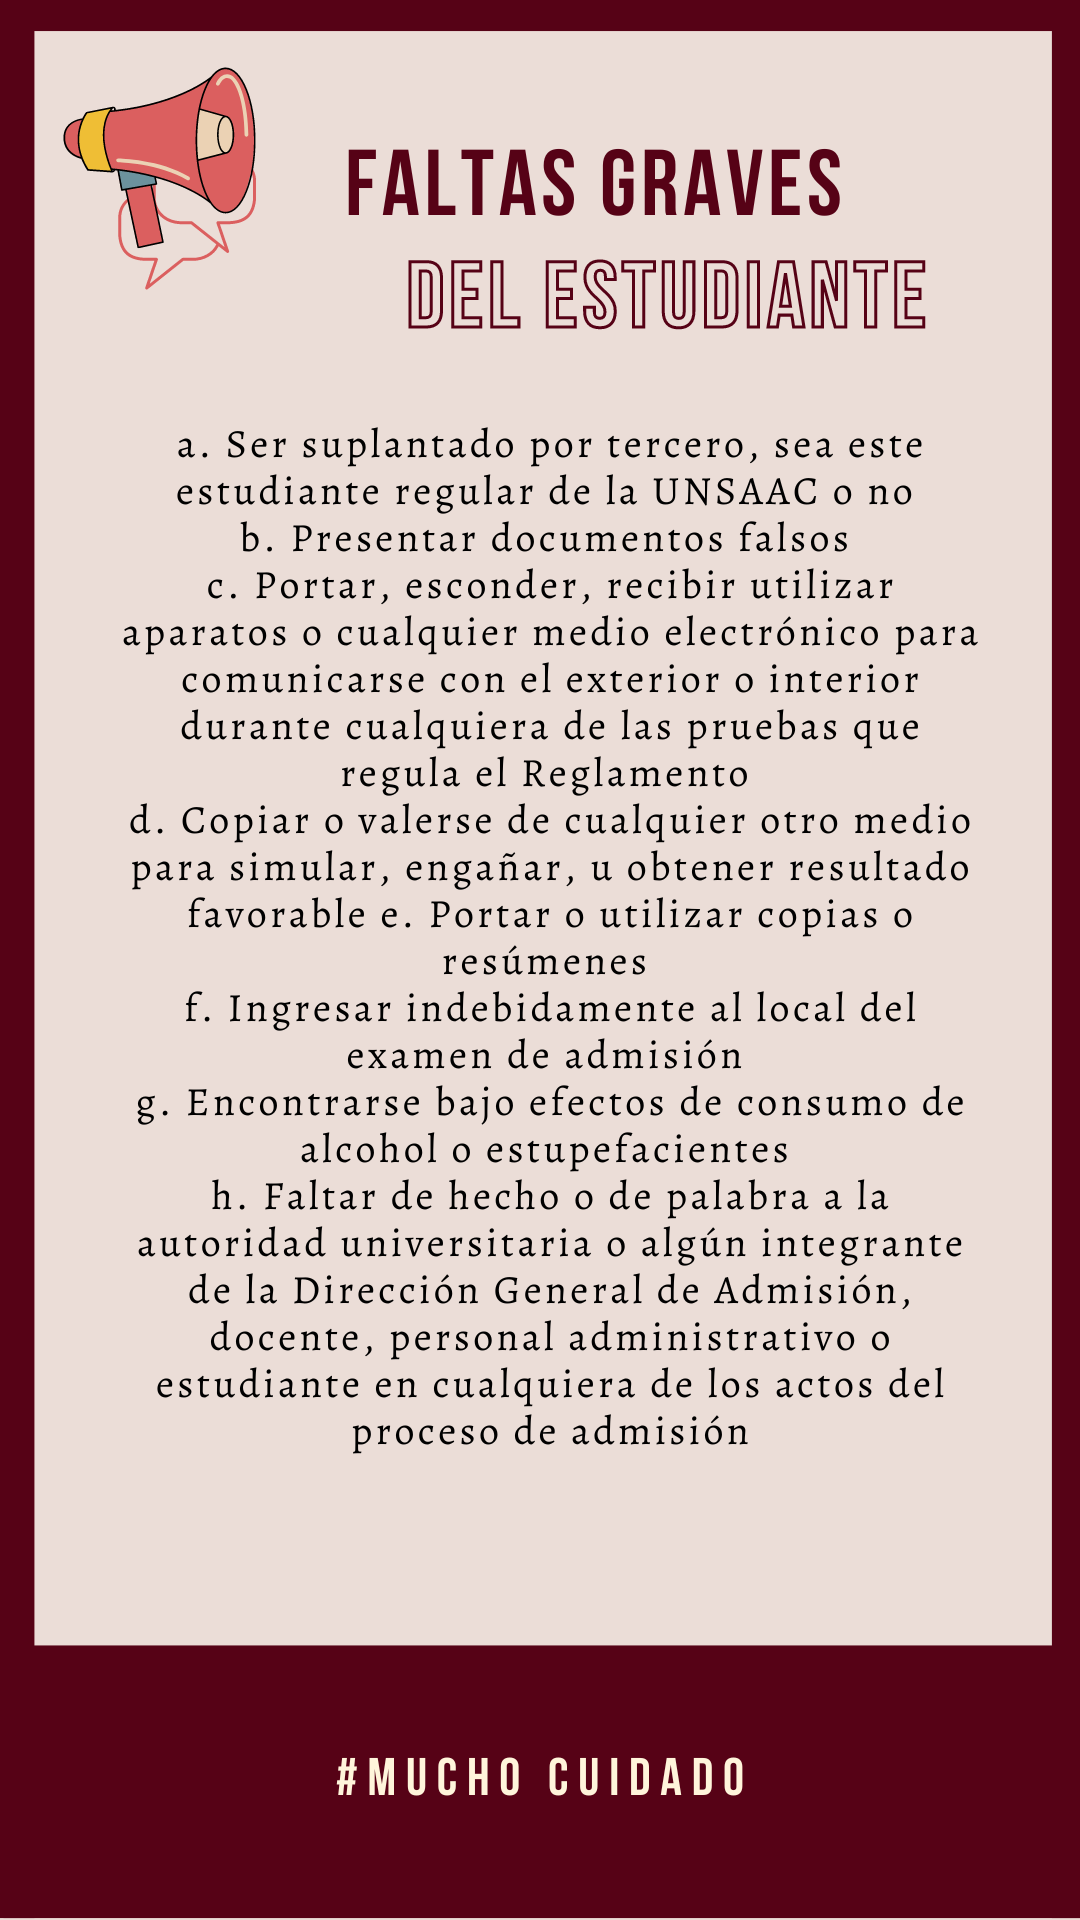 FALTAS GRAVES
DEL ESTUDIANTE
a. Ser suplantado por tercero, sea este
estudiante regular de la UNSAAC o no
b. Presentar documentos falsos
c. Portar, esconder, recibir utilizar
aparatos o cualquier medio electrónico para
comunicarse con el exterior o interior
durante cualquiera de las pruebas que
regula el Reglamento
d. Copiar o valerse de cualquier otro medio
para simular, engañar, u obtener resultado
favorable e. Portar o utilizar copias o
resúmenes
f. Ingresar indebidamente al local del
examen de admisión
g. Encontrarse bajo efectos de consumo de
alcohol o estupefacientes
h. Faltar de hecho o de palabra a la
autoridad universitaria o algún integrante
de la Dirección General de Admisión,
docente, personal administrativo o
estudiante en cualquiera de los actos del
proceso de admisión
#MUCHO CUIDADO